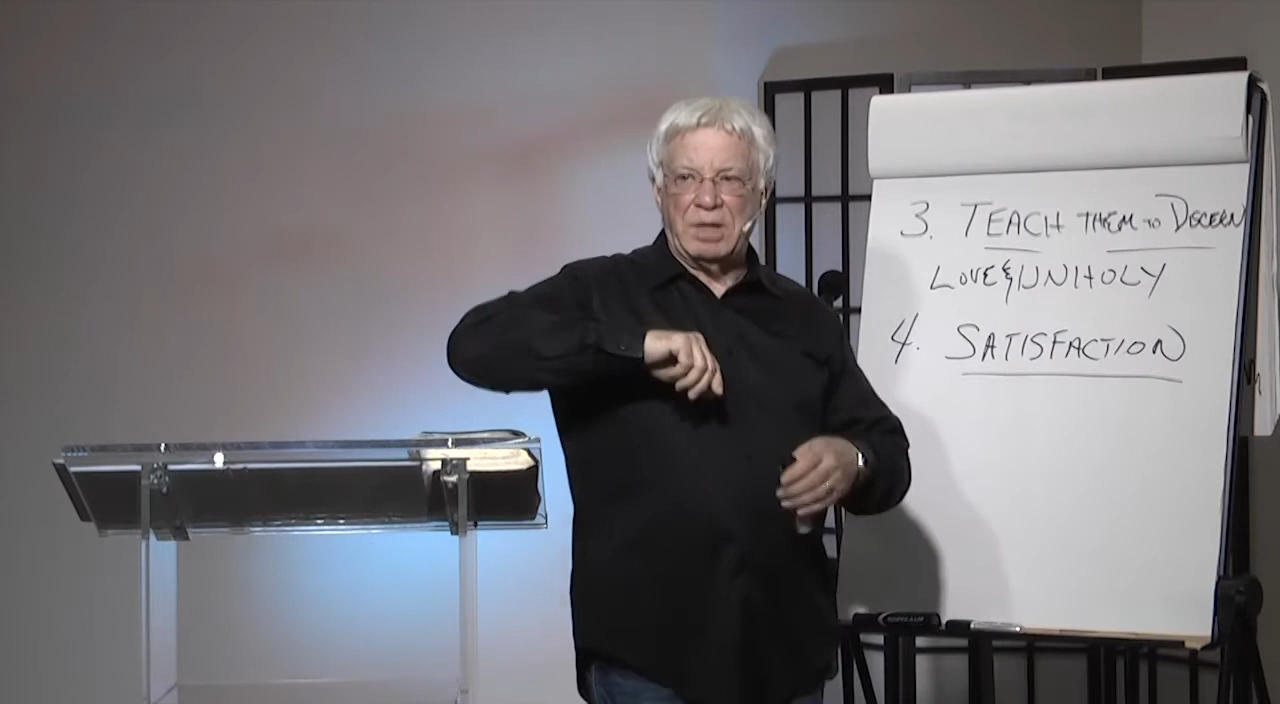 3. TEACH THEM TO DISCERN
LOVE & UNHOLY
4. SATISFACTION